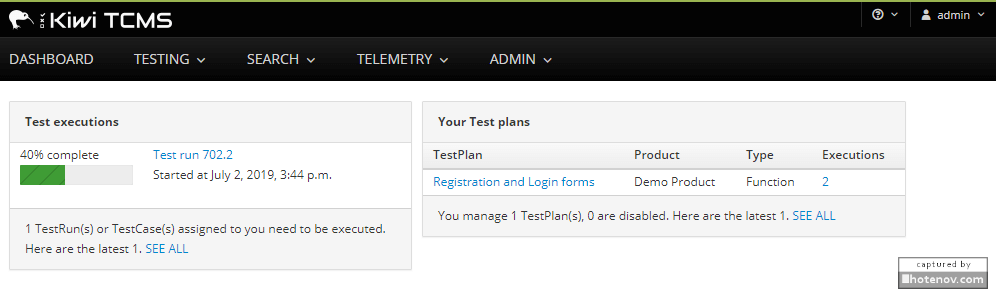 Kiwi TCMS
admin
DASHBOARD TESTING SEARCH TELEMETRY ADMIN
Test executions
40% complete Test run 702.2
Started at July 2, 2019, 3:44 p.m.
1 TestRun(s) or TestCase(s) assigned to you need to be executed.
Here are the latest 1. SEE ALL
Your Test plans
TestPlan Product Type Executions
Registration and Login forms Demo Product Function 2
You manage 1 TestPlan(s), 0 are disabled. Here are the latest 1. SEE ALL
captured by
hotenov.com